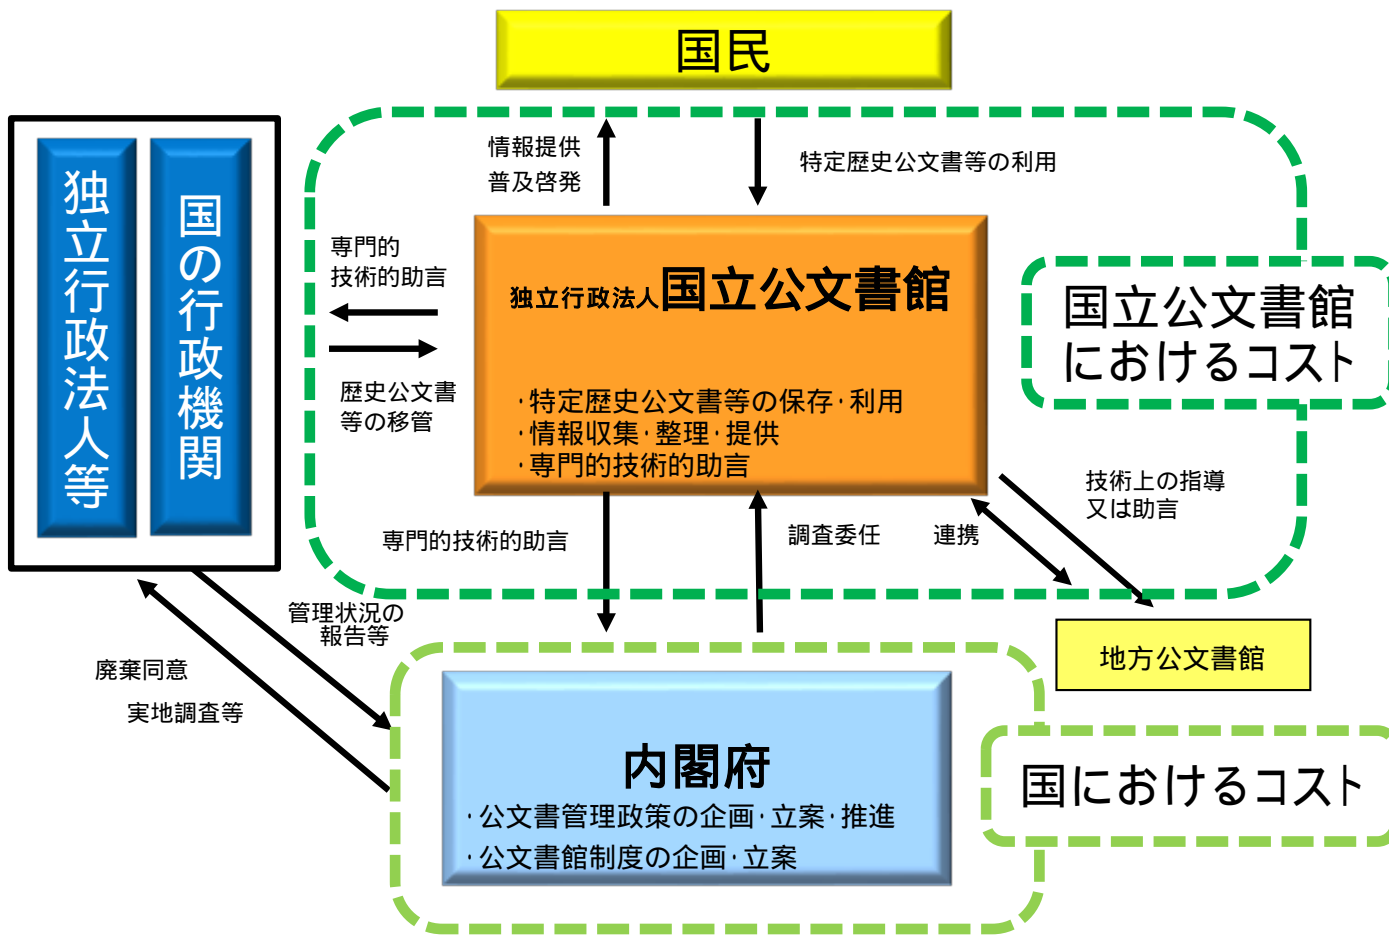 国民
情報提供
普及啓発
特定歴史公文書等の利用
独立行政法人等
国の行政機関
専門的
技術的助言
歴史公文書
等の移管
独立行政法人国立公文書館
・特定歴史公文書等の保存・利用
・情報収集・整理・提供
・専門的技術的助言
国立公文書館
におけるコスト
専門的技術的助言
調査委任
連携
技術上の指導
又は助言
地方公文書館
管理状況の
報告等
廃棄同意
実地調査等
内閣府
・公文書管理政策の企画・立案・推進
・公文書館制度の企画・立案
国におけるコスト